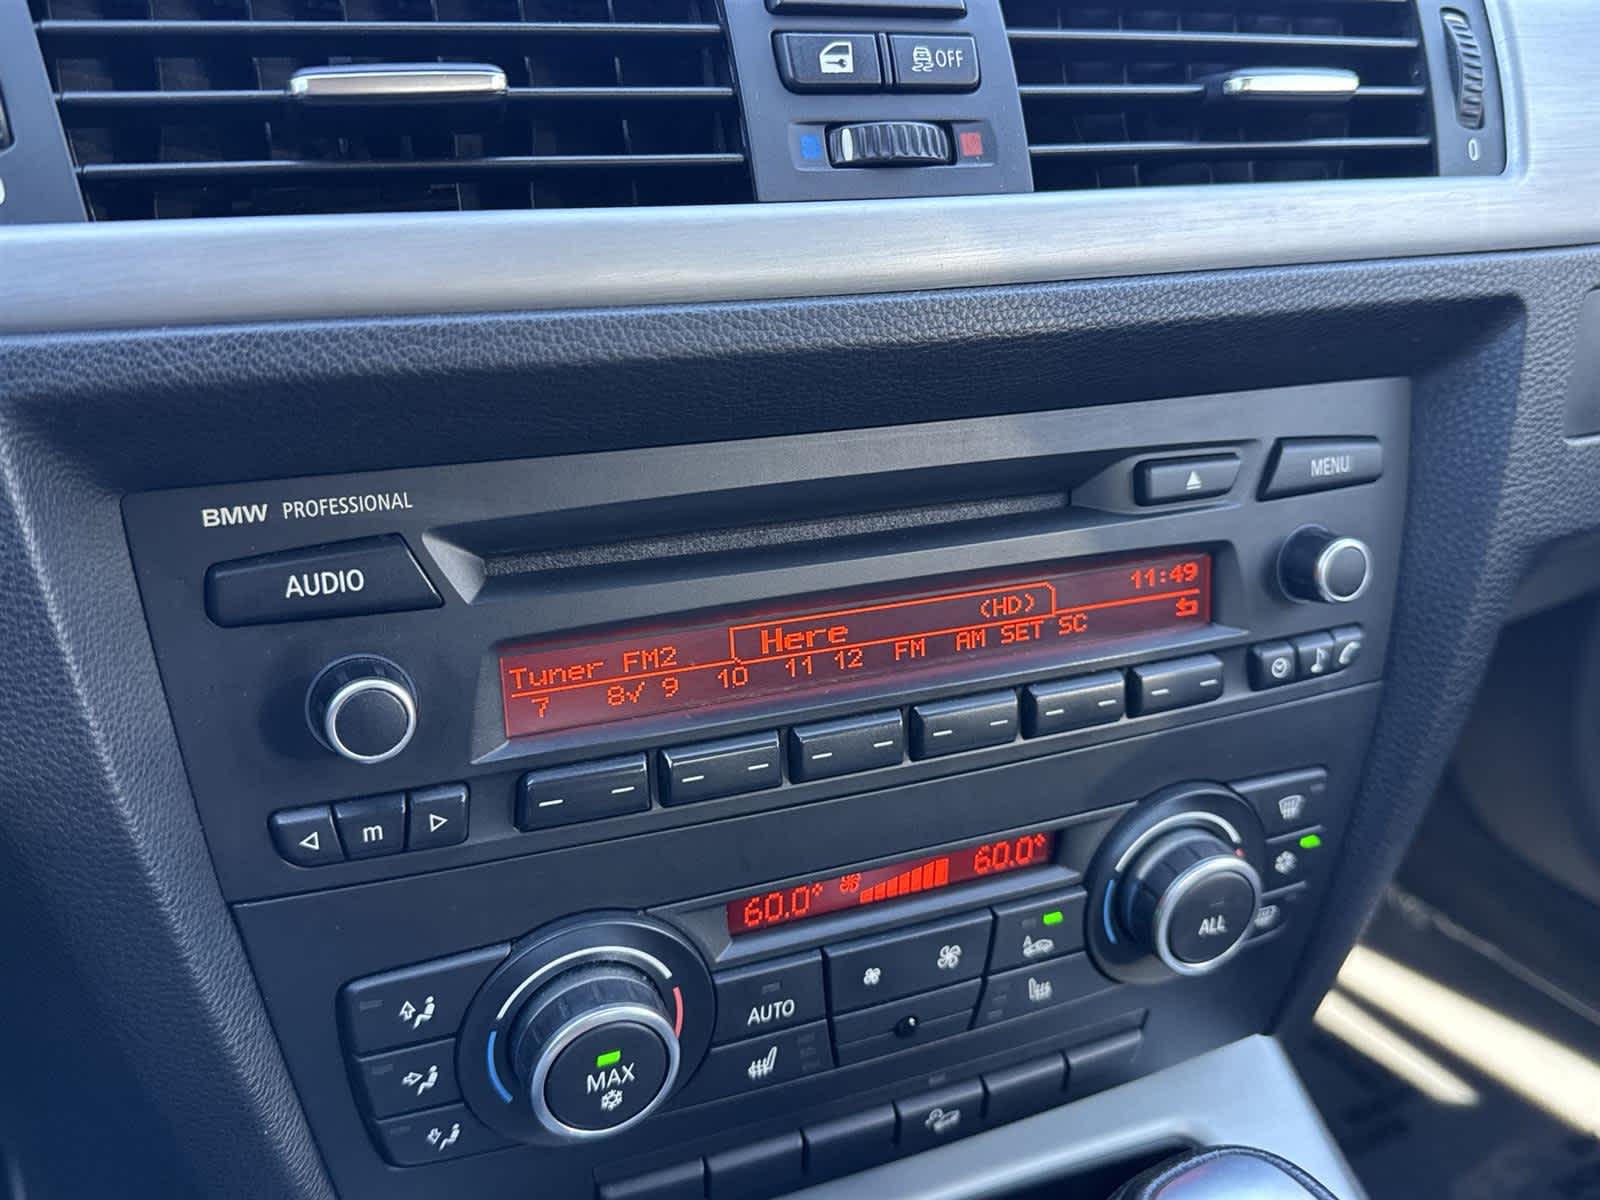 OFF
0
BMW PROFESSIONAL
MENU
AUDIO
Tuner FM2 Here (HD) 11:49
7 8✓ 9 10 11 12 FM AM SET SC
m
60.0° 60.0°
ALL
A
AUTO
MAX